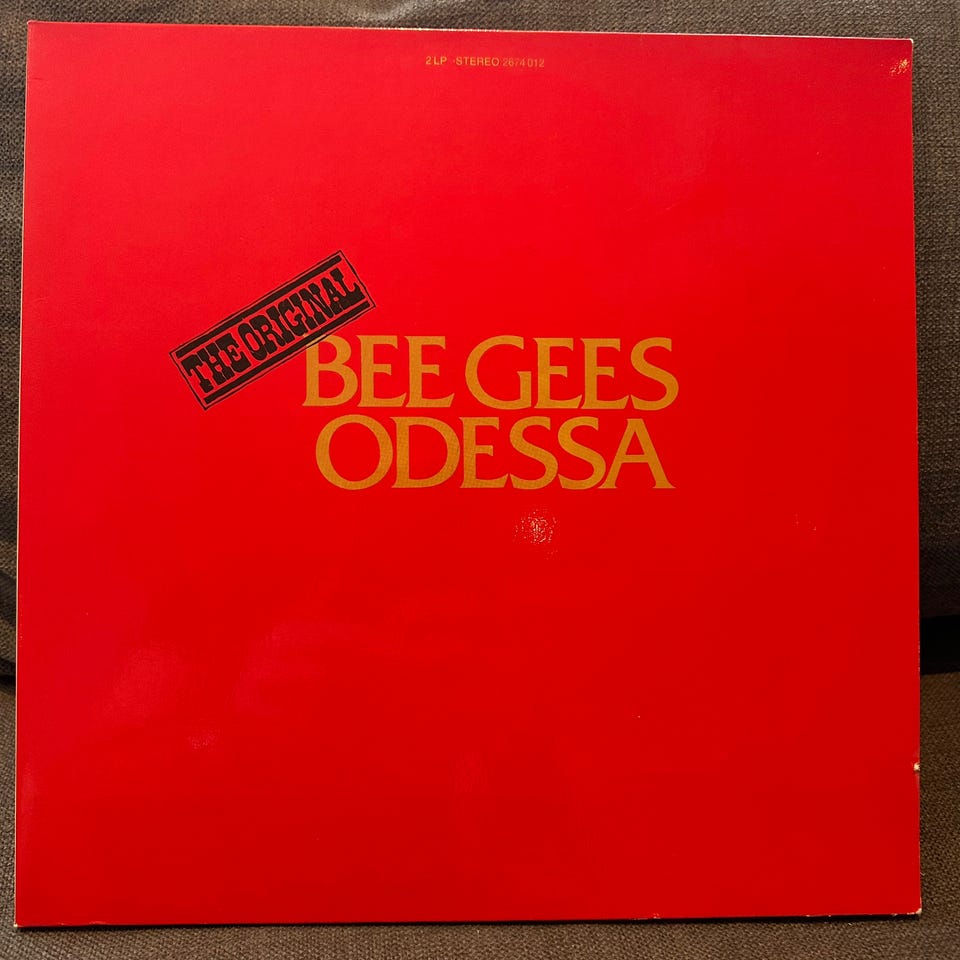 2 LP · STEREO 2674 012
THE ORIGINAL
BEE GEES
ODESSA